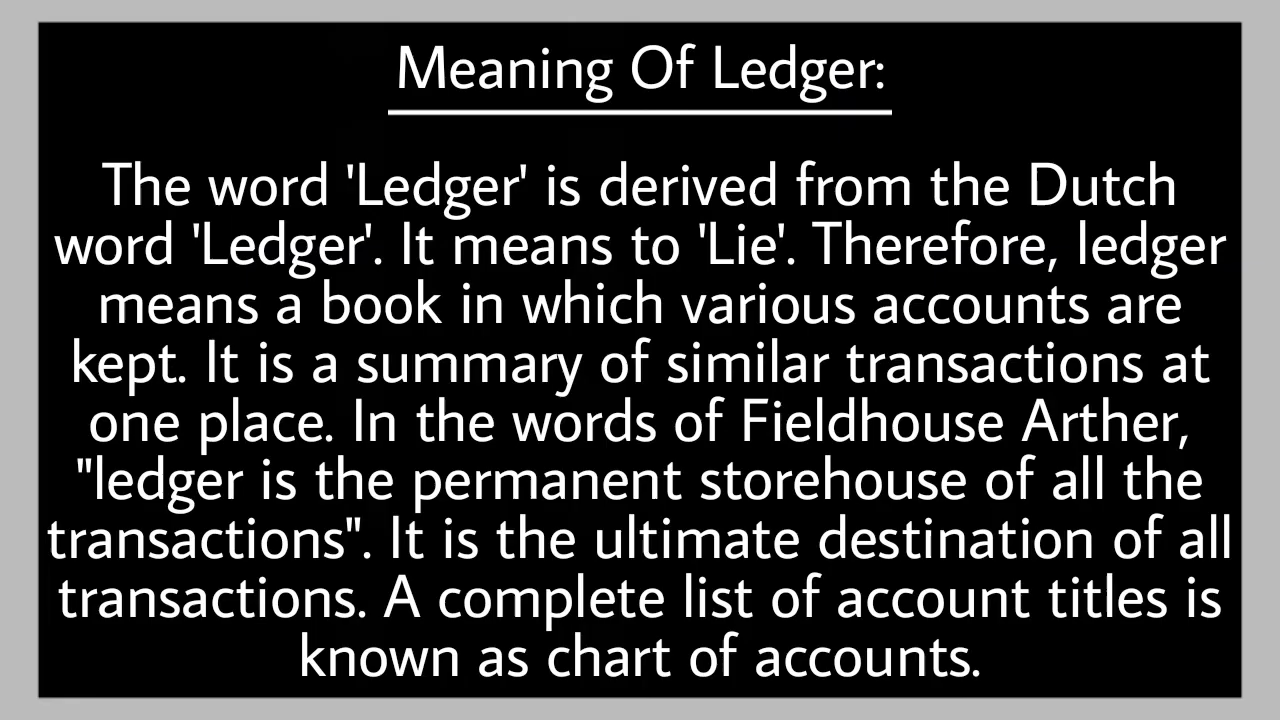 Meaning Of Ledger:
The word 'Ledger' is derived from the Dutch
word 'Ledger'. It means to 'Lie'. Therefore, ledger
means a book in which various accounts are
kept. It is a summary of similar transactions at
one place. In the words of Fieldhouse Arther,
"ledger is the permanent storehouse of all the
transactions". It is the ultimate destination of all
transactions. A complete list of account titles is
known as chart of accounts.